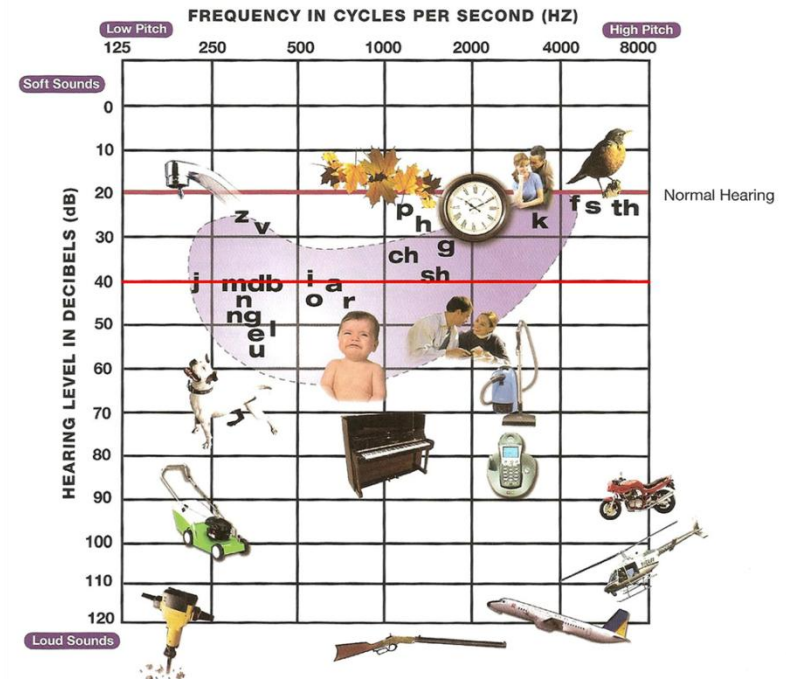 FREQUENCY IN CYCLES PER SECOND (HZ)
Low Pitch
High Pitch
125 250 500 1000 2000 4000 8000
Soft Sounds
HEARING LEVEL IN DECIBELS (dB)
0
10
20
Normal Hearing
f s th
p
z
k
h
v
30
g
ch
sh
40
j mdb i a
n o r
ng
50
e l
u
60
70
80
90
100
110
120
Loud Sounds